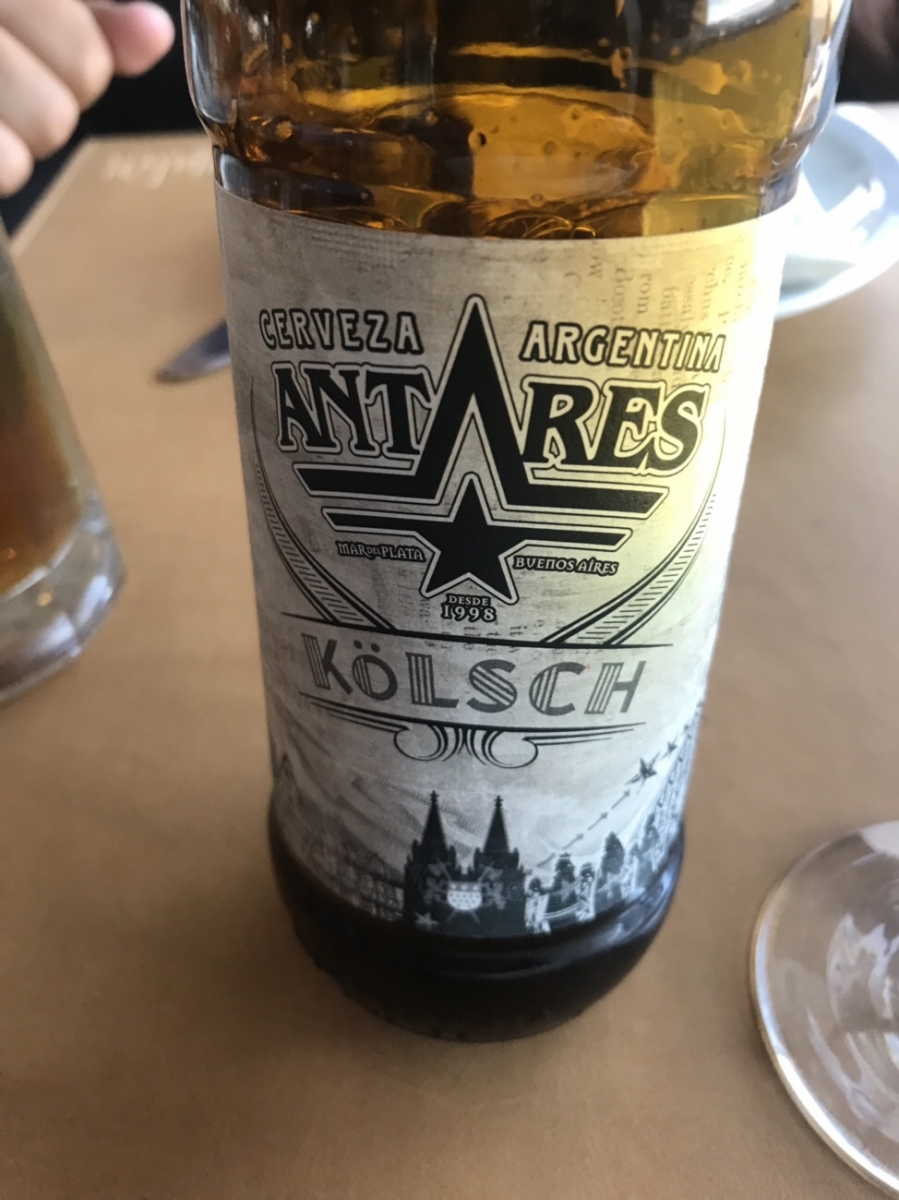 CERVEZA ARGENTINA
ANTARES
MAR DEL PLATA BUENOS AIRES
DESDE
1998
KÖLSCH